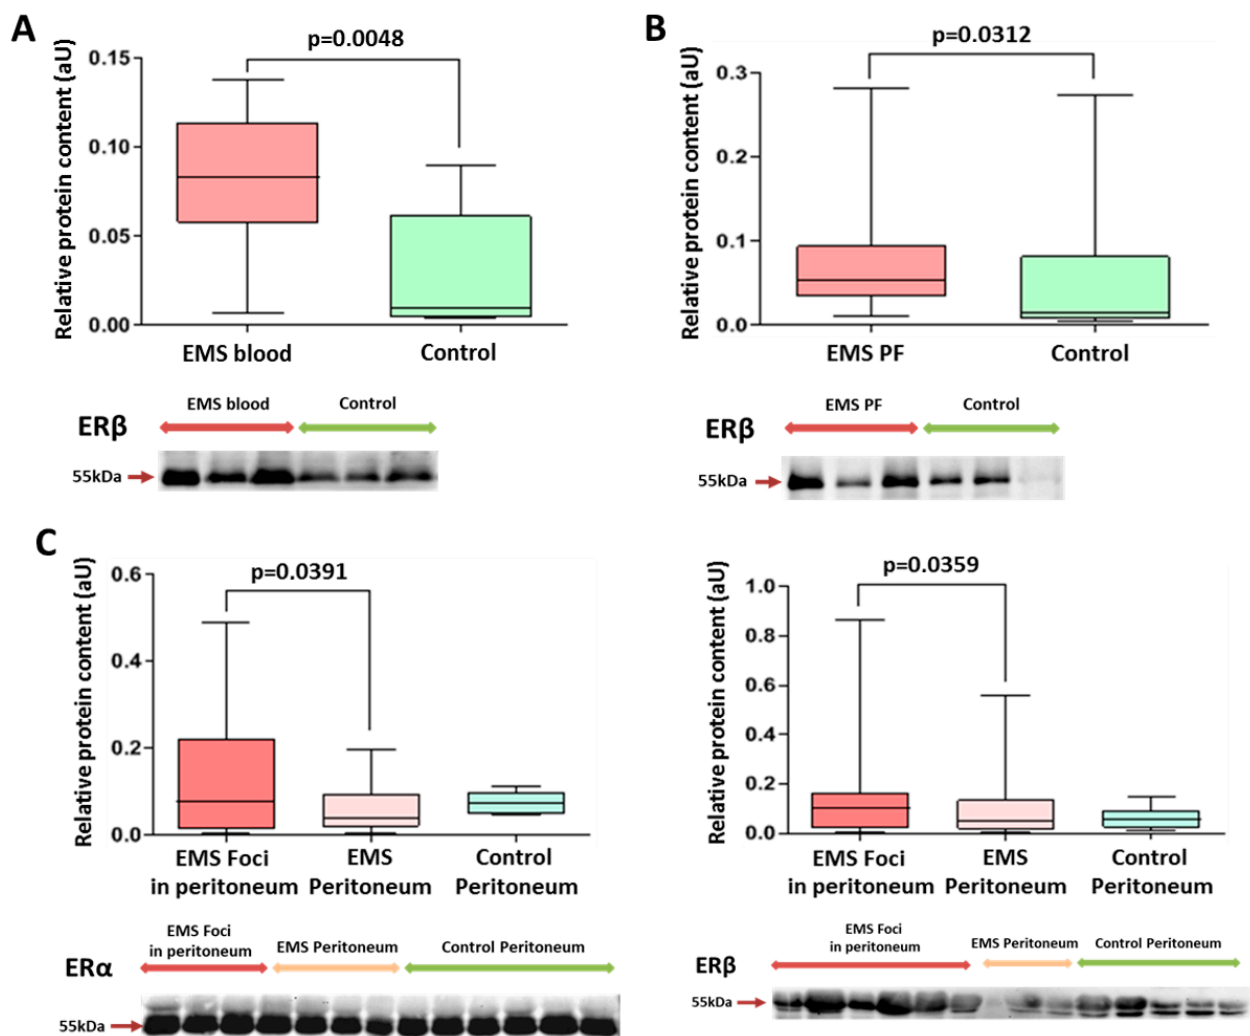 A
p=0.0048
Relative protein content (aU)
0.15
0.10
0.05
0.00
EMS blood
Control
ERβ
EMS blood
Control
55kDa
B
p=0.0312
Relative protein content (aU)
0.3
0.2
0.1
0.0
EMS PF
Control
ERβ
EMS PF
Control
55kDa
C
p=0.0391
Relative protein content (aU)
0.6
0.4
0.2
0.0
EMS Foci
in peritoneum
EMS
Peritoneum
Control
Peritoneum
ERα
EMS Foci
in peritoneum
EMS Peritoneum
Control Peritoneum
55kDa
p=0.0359
Relative protein content (aU)
1.0
0.8
0.6
0.4
0.2
0.0
EMS Foci
in peritoneum
EMS
Peritoneum
Control
Peritoneum
ERβ
EMS Foci
in peritoneum
EMS Peritoneum
Control Peritoneum
55kDa